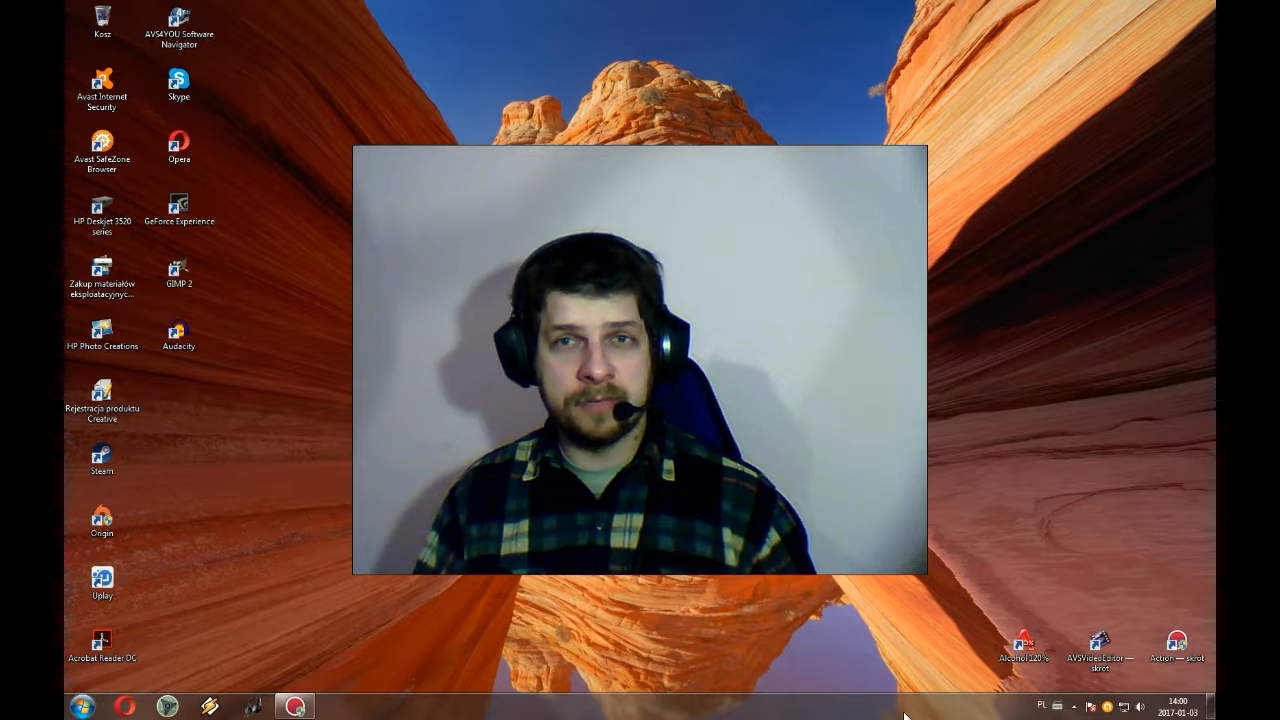 Kosz
AVS4YOU Software
Navigator
Avast Internet
Security
Skype
Avast SafeZone
Browser
Opera
HP Deskjet 3520
series
GeForce Experience
Zakup materiałów
eksploatacyjnyc...
GIMP 2
HP Photo Creations
Audacity
Rejestracja produktu
Creative
Steam
Origin
Uplay
Acrobat Reader DC
Alcohol 120%
AVSVideoEditor —
skrót
Action — skrót
PL
14:00
2017-01-03